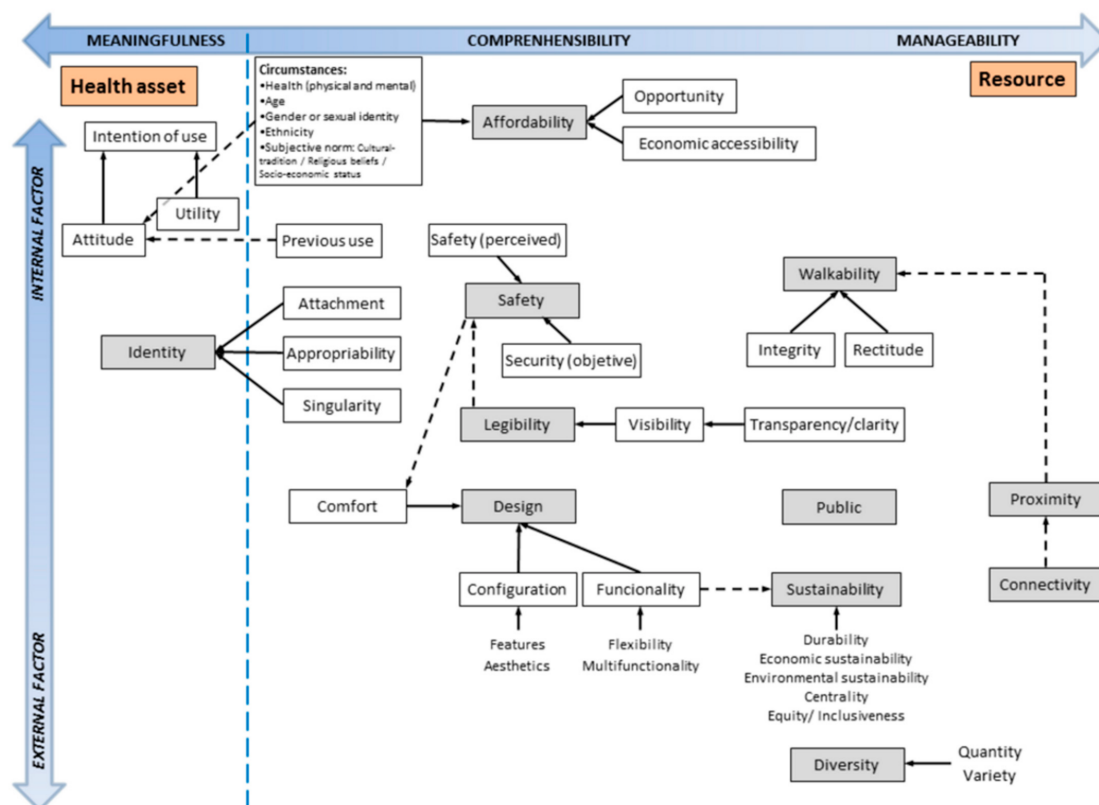 MEANINGFULNESS
COMPRENHENSIBILITY
MANAGEABILITY
Health asset
Resource
Circumstances:
•Health (physical and mental)
•Age
•Gender or sexual identity
•Ethnicity
•Subjective norm: Cultural-
tradition / Religious beliefs /
Socio-economic status
Intention of use
Affordability
Opportunity
Economic accessibility
INTERNAL FACTOR
Utility
Attitude
Previous use
Safety (perceived)
Walkability
Attachment
Safety
Identity
Appropriability
Security (objetive)
Integrity
Rectitude
Singularity
Legibility
Visibility
Transparency/clarity
Comfort
Design
Public
Proximity
Configuration
Funcionality
Sustainability
Connectivity
Features
Aesthetics
Flexibility
Multifunctionality
Durability
Economic sustainability
Environmental sustainability
Centrality
Equity/ Inclusiveness
EXTERNAL FACTOR
Diversity
Quantity
Variety